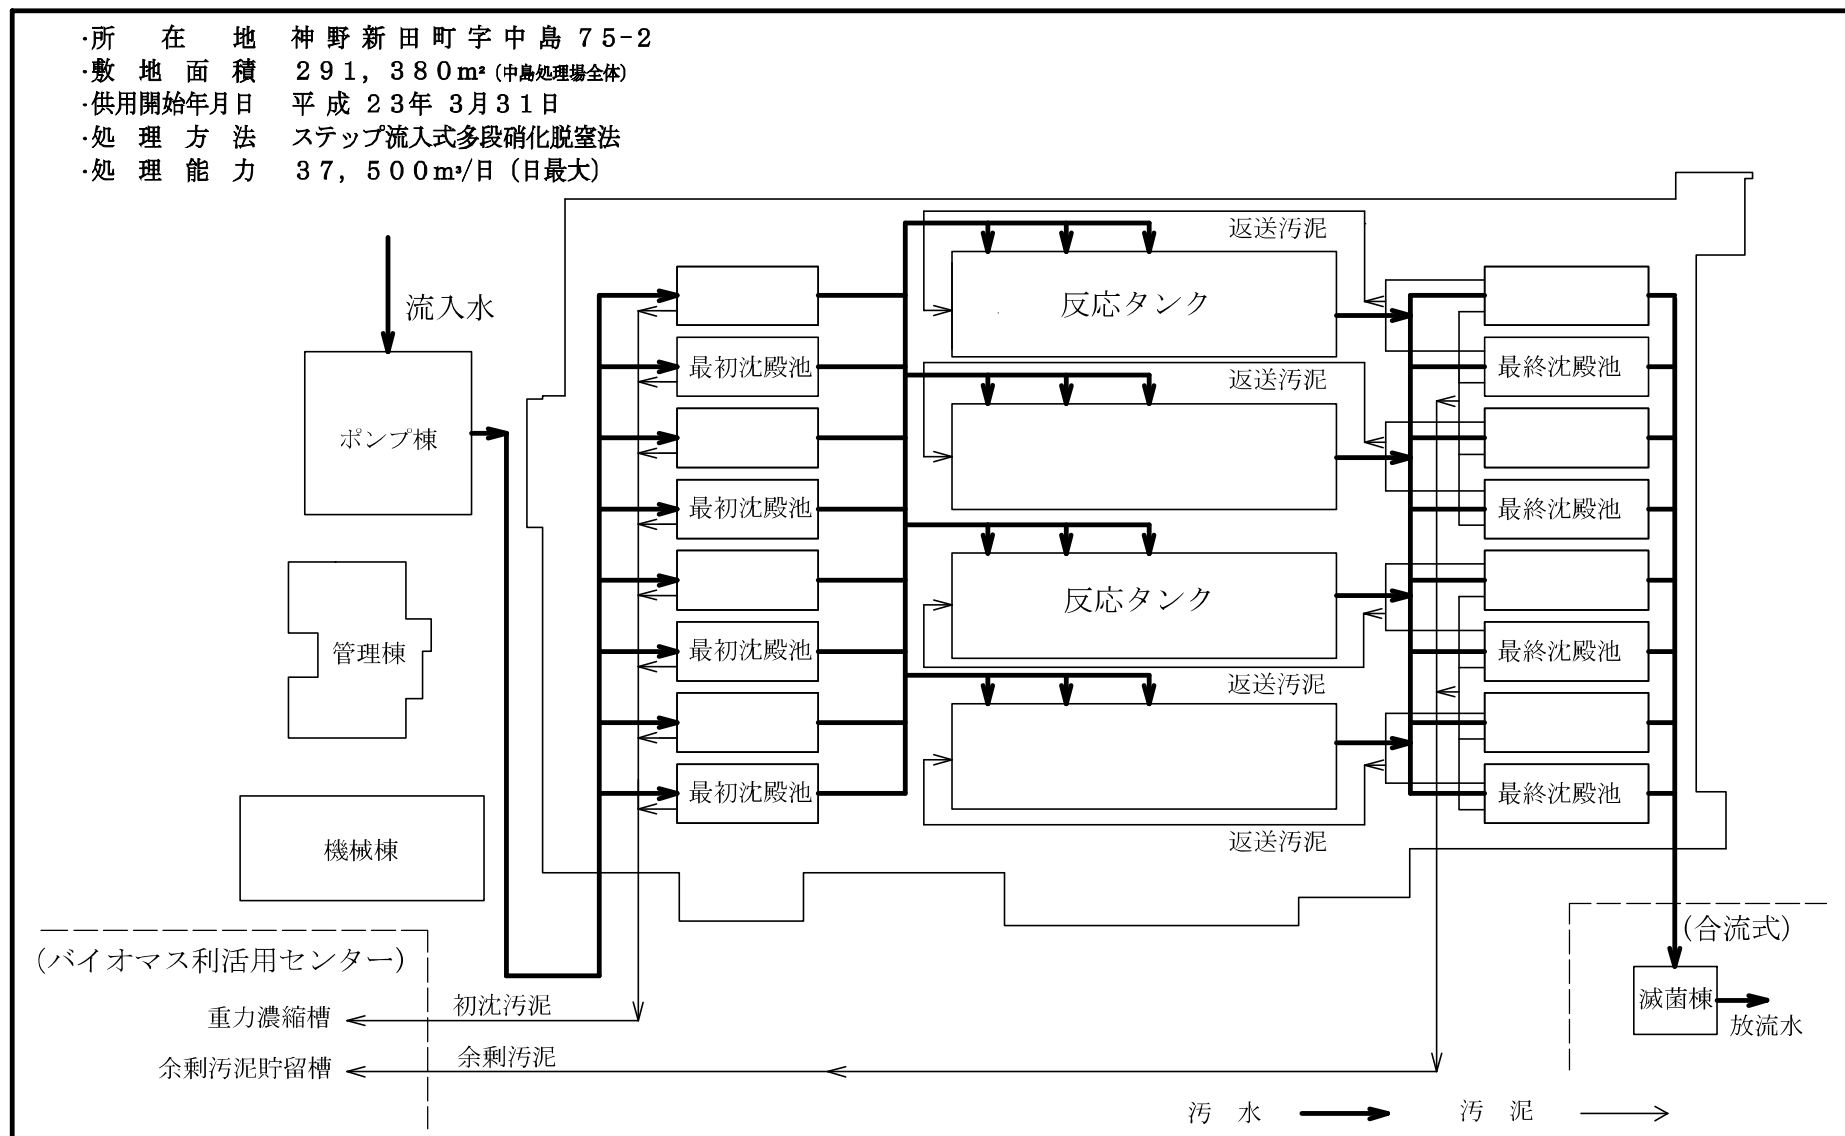 ・所在地 神野新田町字中島75-2
・敷地面積 291,380m²(中島処理場全体)
・供用開始年月日 平成23年3月31日
・処理方法 ステップ流入式多段硝化脱窒法
・処理能力 37,500m³/日(日最大)
返送汚泥
流入水
反応タンク
最初沈殿池
返送汚泥
最終沈殿池
ポンプ棟
最初沈殿池
最終沈殿池
反応タンク
管理棟
最初沈殿池
最終沈殿池
返送汚泥
最初沈殿池
最終沈殿池
返送汚泥
機械棟
(合流式)
(バイオマス利活用センター)
滅菌棟
初沈汚泥
重力濃縮槽
放流水
余剰汚泥
余剰汚泥貯留槽
汚水
汚泥